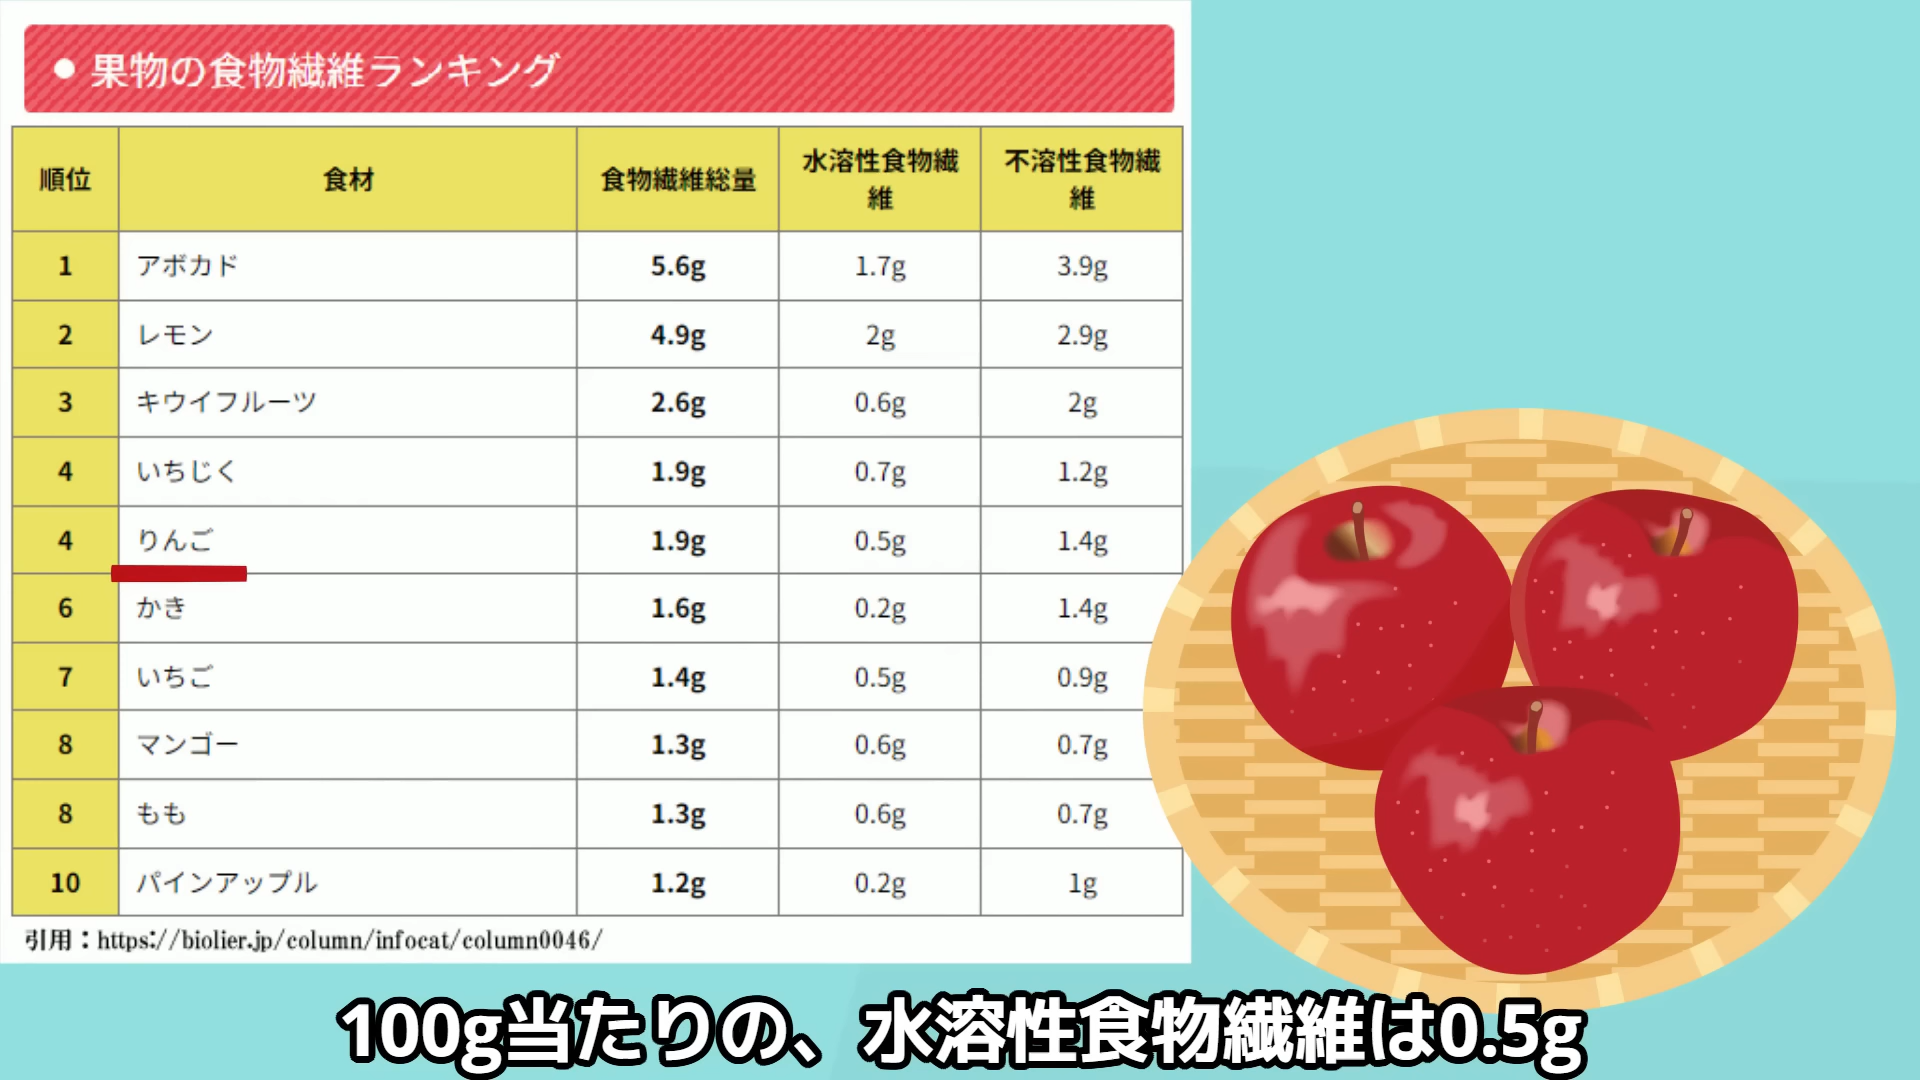 ● 果物の食物繊維ランキング
順位 食材 食物繊維総量 水溶性食物繊維 不溶性食物繊維
1 アボカド 5.6g 1.7g 3.9g
2 レモン 4.9g 2g 2.9g
3 キウイフルーツ 2.6g 0.6g 2g
4 いちじく 1.9g 0.7g 1.2g
4 りんご 1.9g 0.5g 1.4g
6 かき 1.6g 0.2g 1.4g
7 いちご 1.4g 0.5g 0.9g
8 マンゴー 1.3g 0.6g 0.7g
8 もも 1.3g 0.6g 0.7g
10 パインアップル 1.2g 0.2g 1g
引用：https://biolier.jp/column/infocat/column0046/
100g当たりの、水溶性食物繊維は0.5g